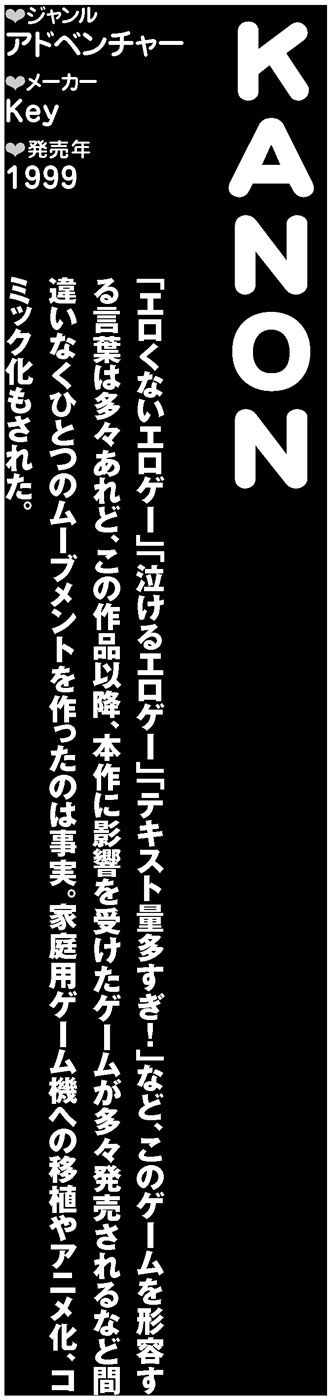 KANON
❤ジャンル
アドベンチャー
❤メーカー
Key
❤発売年
1999
「エロくないエロゲー」「泣けるエロゲー」「テキスト量多すぎ！」など、このゲームを形容す
る言葉は多々あれど、この作品以降、本作に影響を受けたゲームが多々発売されるなど間
違いなくひとつのムーブメントを作ったのは事実。家庭用ゲーム機への移植やアニメ化、コ
ミック化もされた。